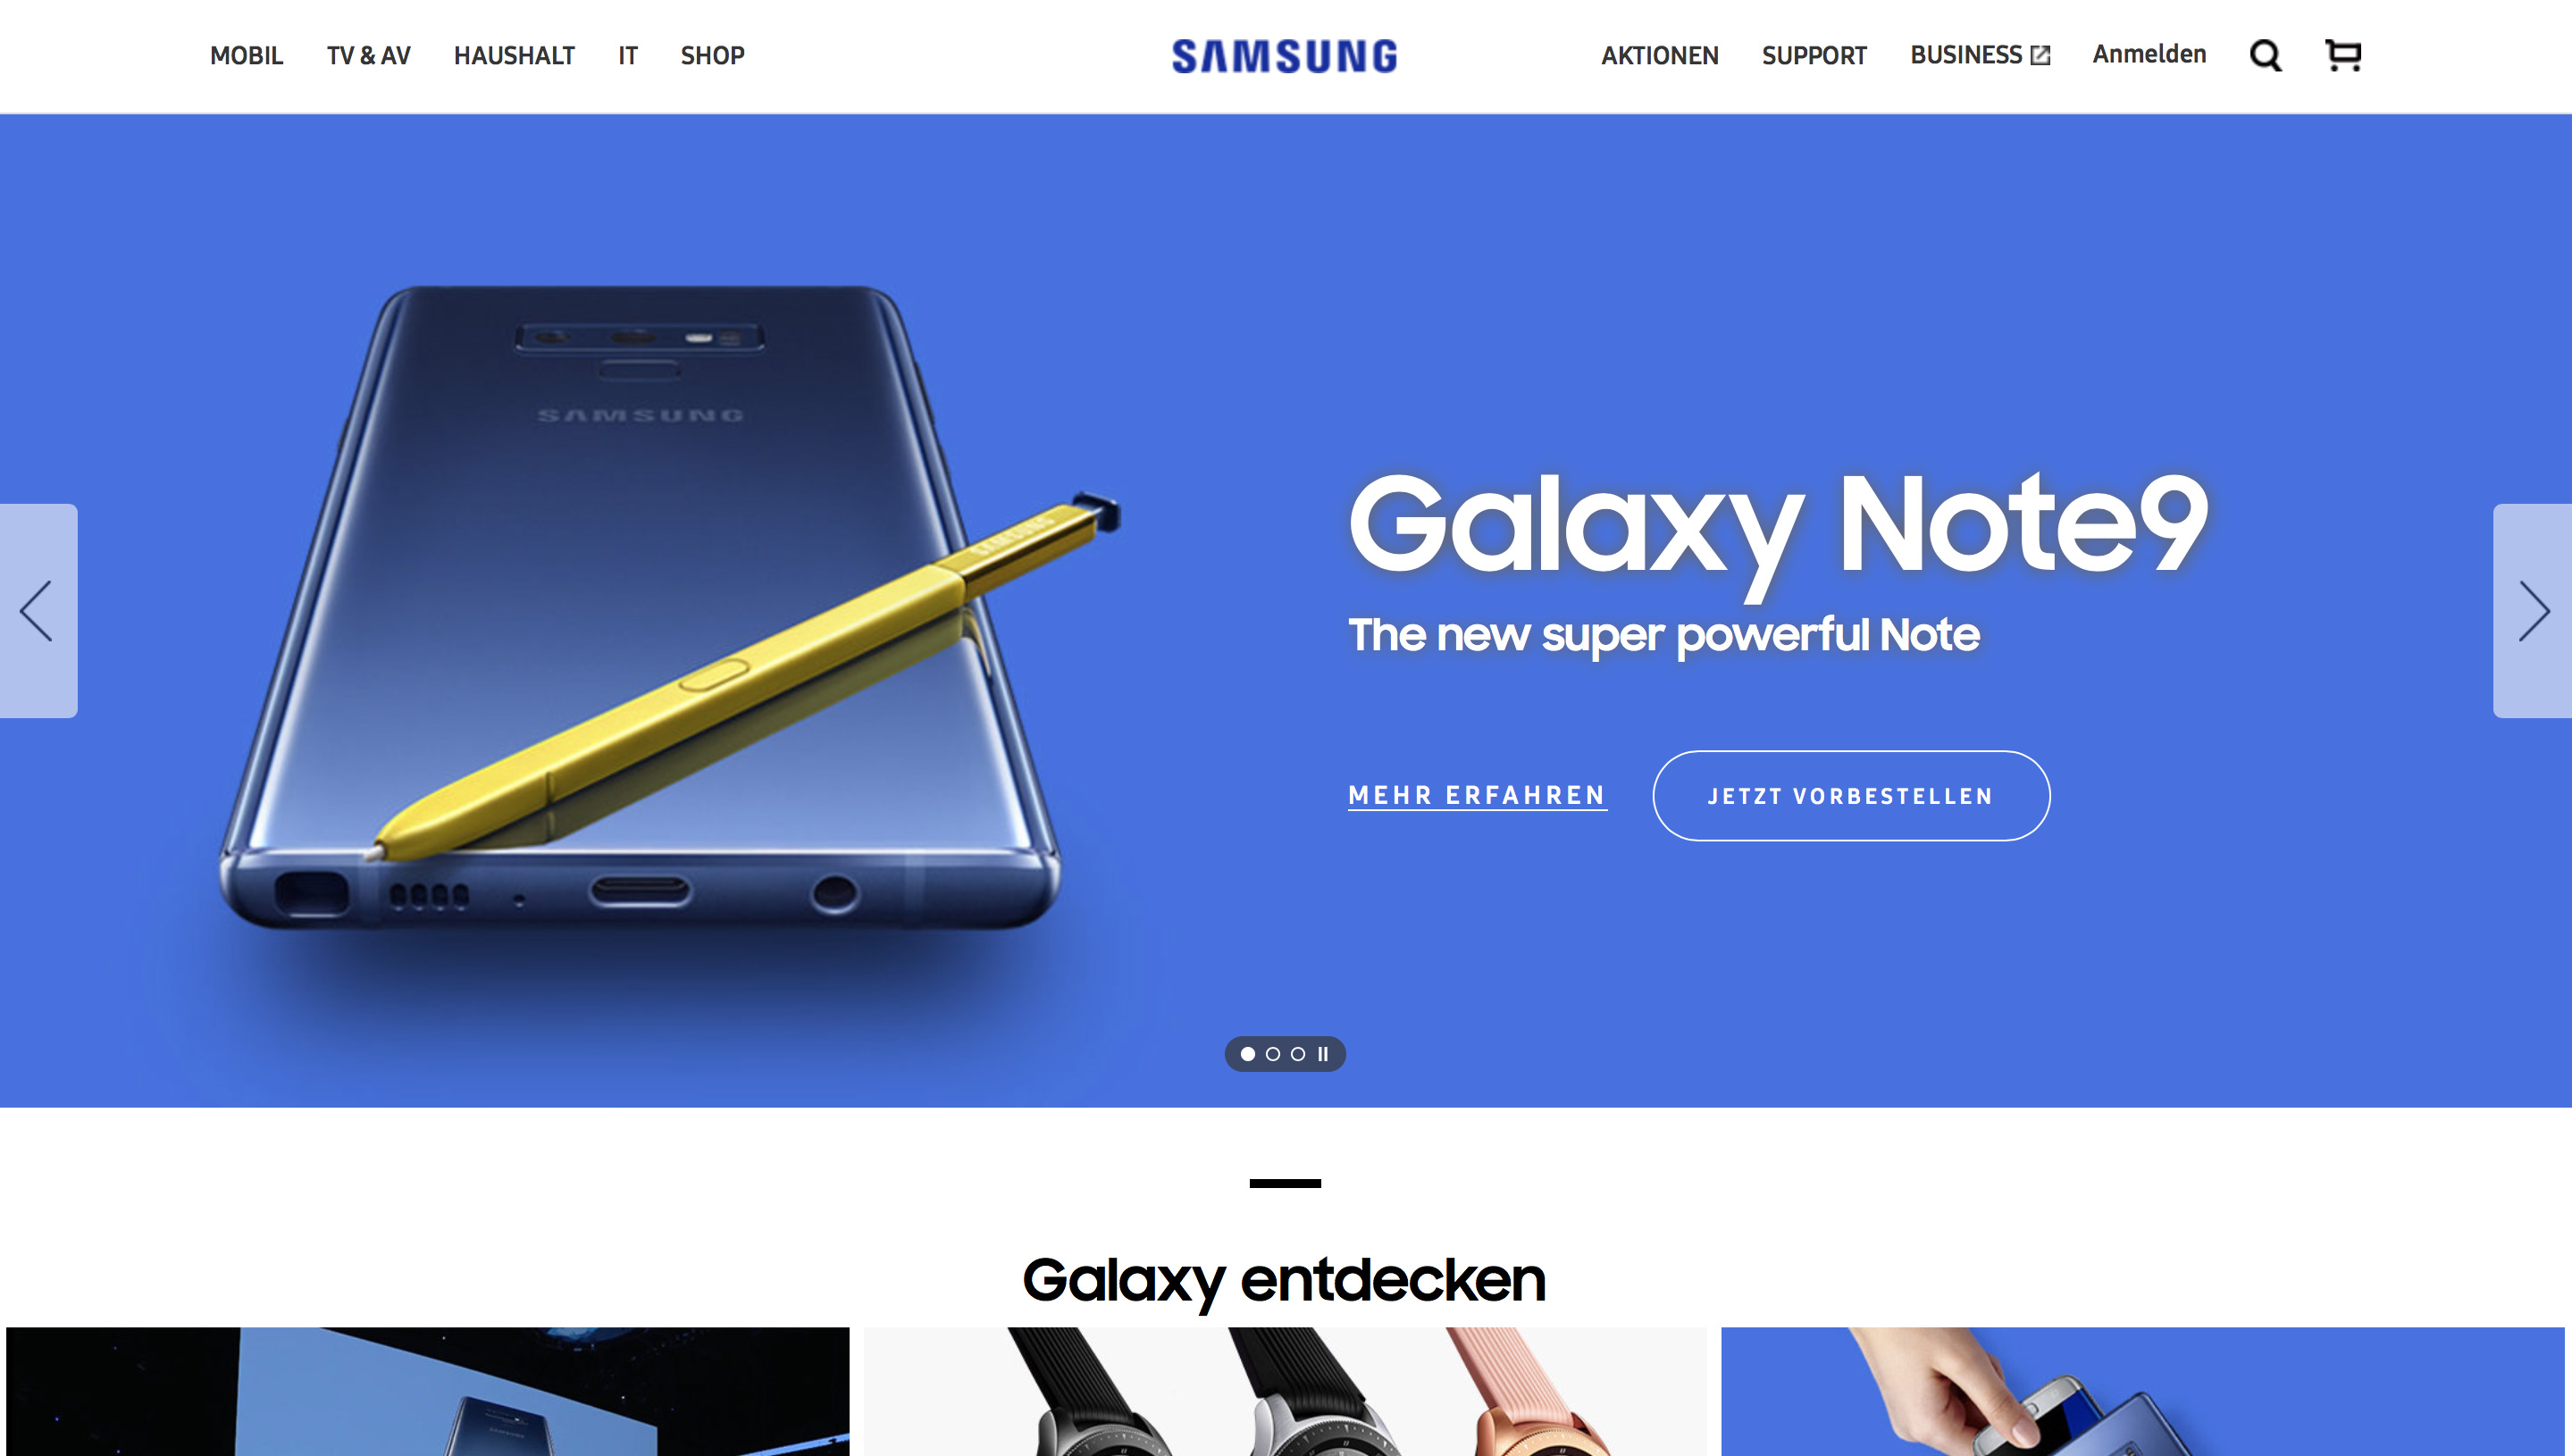 MOBIL TV & AV HAUSHALT IT SHOP SAMSUNG AKTIONEN SUPPORT BUSINESS Anmelden
SAMSUNG
SAMSUNG
Galaxy Note9
The new super powerful Note
MEHR ERFAHREN JETZT VORBESTELLEN
Galaxy entdecken